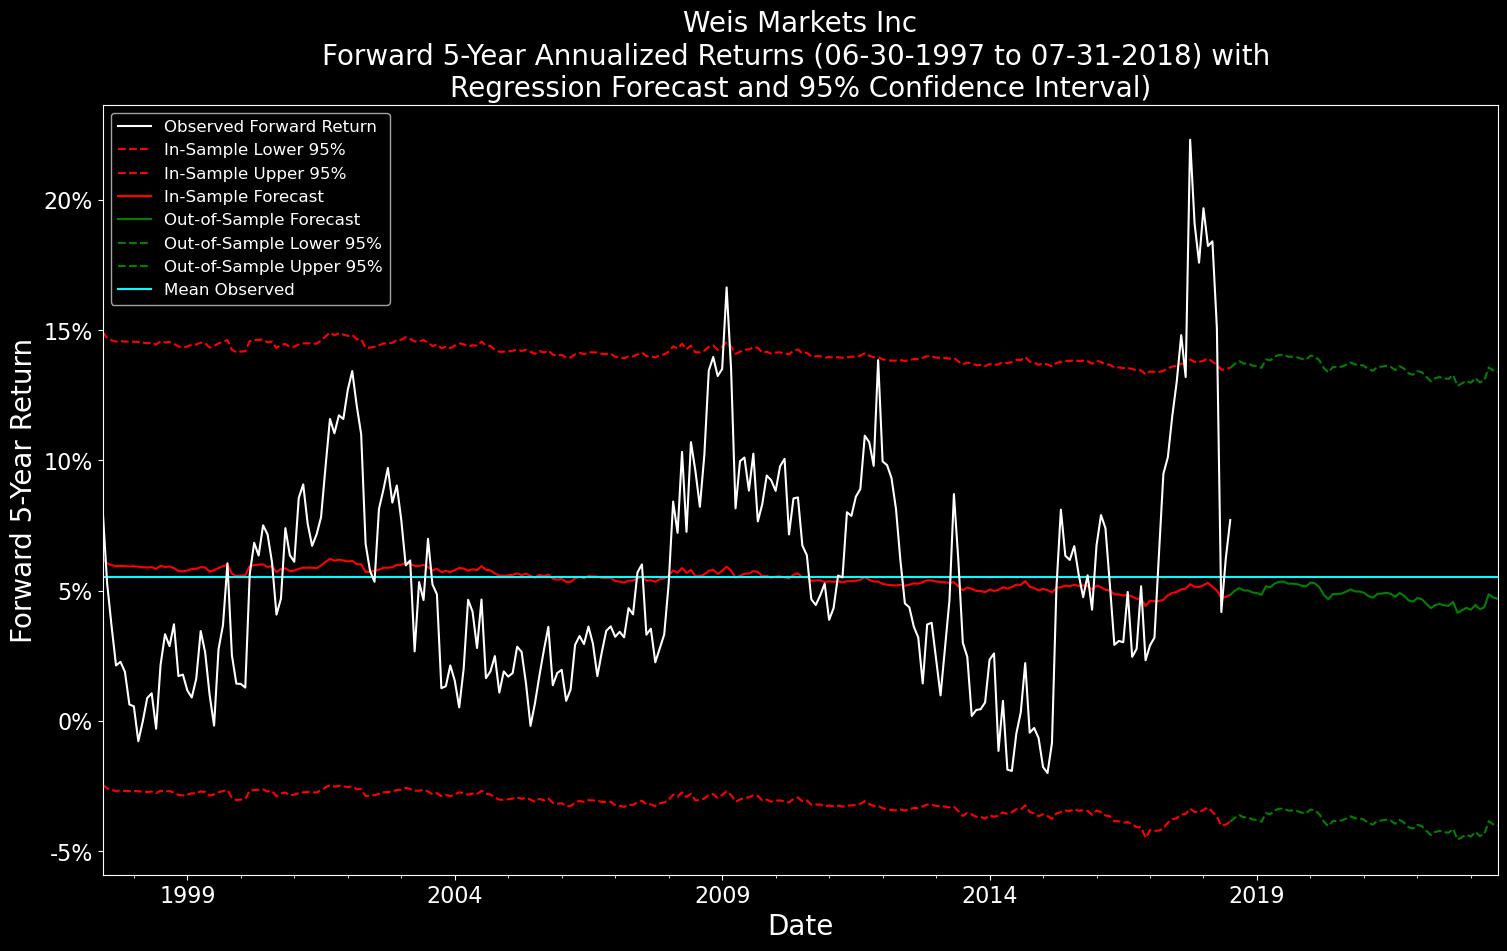 Weis Markets Inc
Forward 5-Year Annualized Returns (06-30-1997 to 07-31-2018) with
Regression Forecast and 95% Confidence Interval)
Observed Forward Return
In-Sample Lower 95%
In-Sample Upper 95%
In-Sample Forecast
Out-of-Sample Forecast
Out-of-Sample Lower 95%
Out-of-Sample Upper 95%
Mean Observed
Forward 5-Year Return
20%
15%
10%
5%
0%
-5%
1999
2004
2009
2014
2019
Date